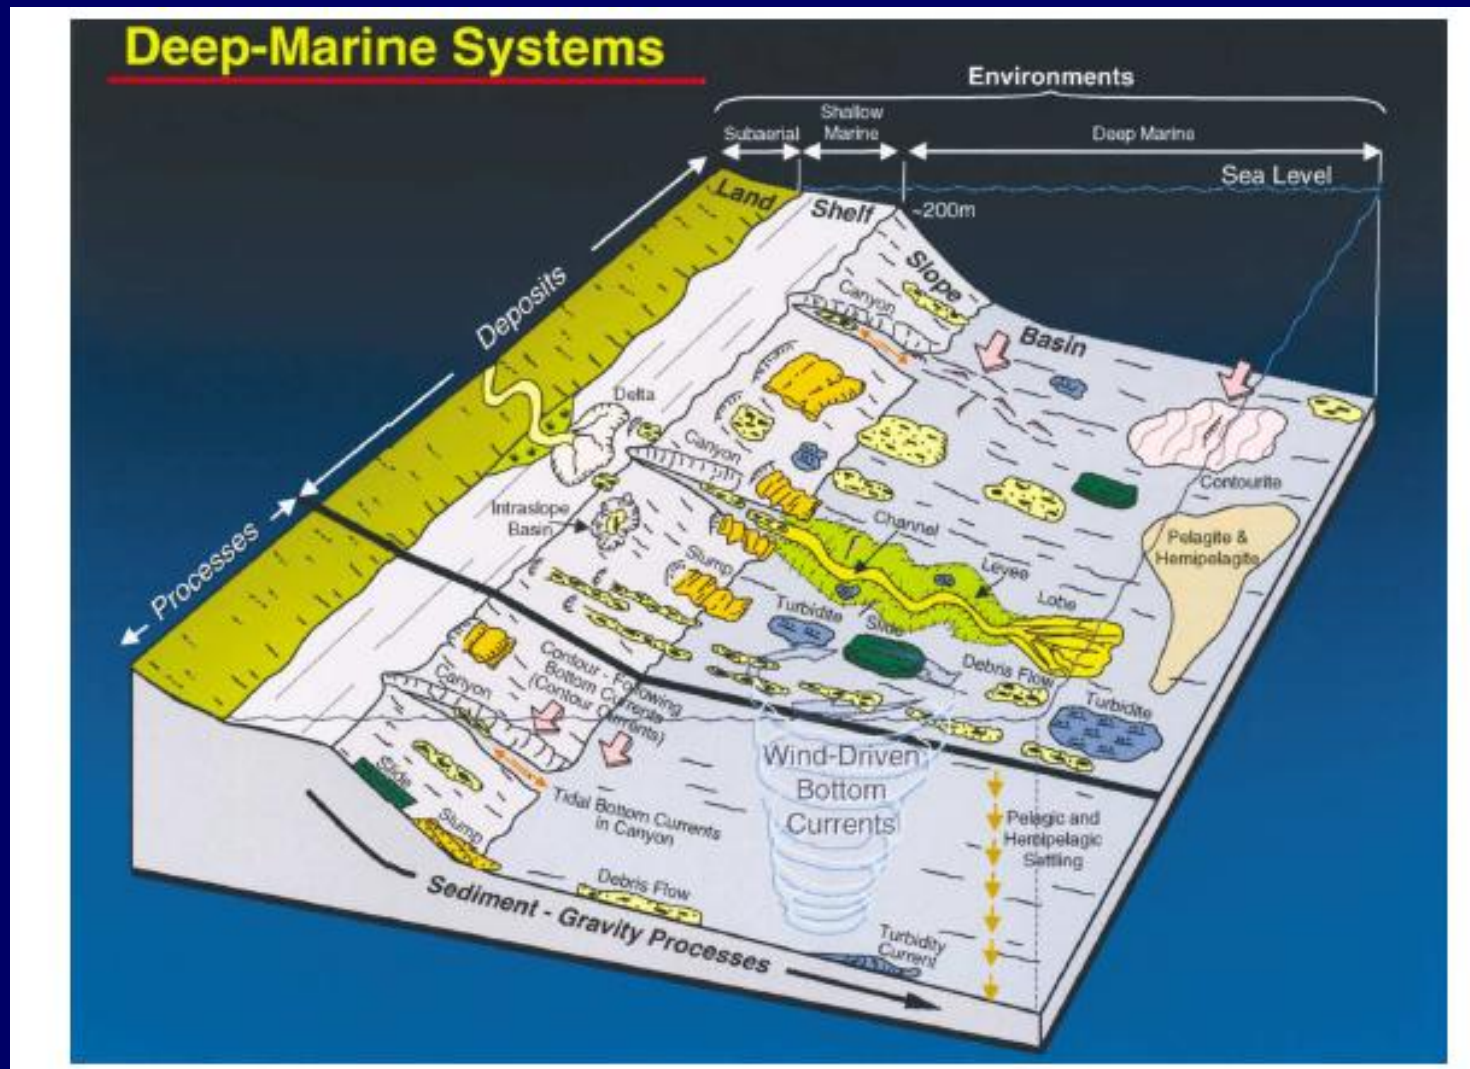 Deep-Marine Systems
Environments
Subaerial
Shallow
Marine
Deep Marine
Sea Level
Land
Shelf
~200m
Slope
Canyon
Basin
Deposits
Delta
Canyon
Contourite
Intraslope
Basin
Channel
Pelagite &
Hemipelagite
Processes
Slump
Levee
Lobe
Turbidite
Slide
Debris Flow
Turbidite
Contour - Following
Bottom Currents
(Contour Currents)
Canyon
Wind-Driven
Bottom
Currents
Slide
Tidal Bottom Currents
in Canyon
Pelagic and
Hemipelagic
Settling
Slump
Debris Flow
Sediment - Gravity Processes
Turbidity
Current